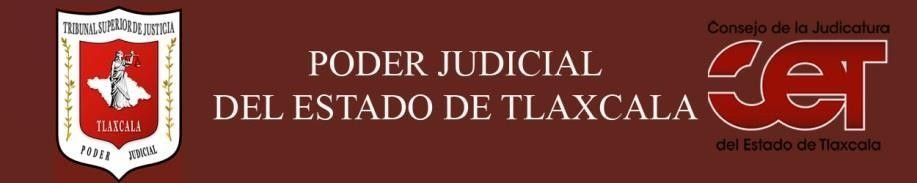 TRIBUNAL SUPERIOR DE JUSTICIA
TLAXCALA
PODER JUDICIAL
PODER JUDICIAL
DEL ESTADO DE TLAXCALA
Consejo de la Judicatura
CET
del Estado de Tlaxcala